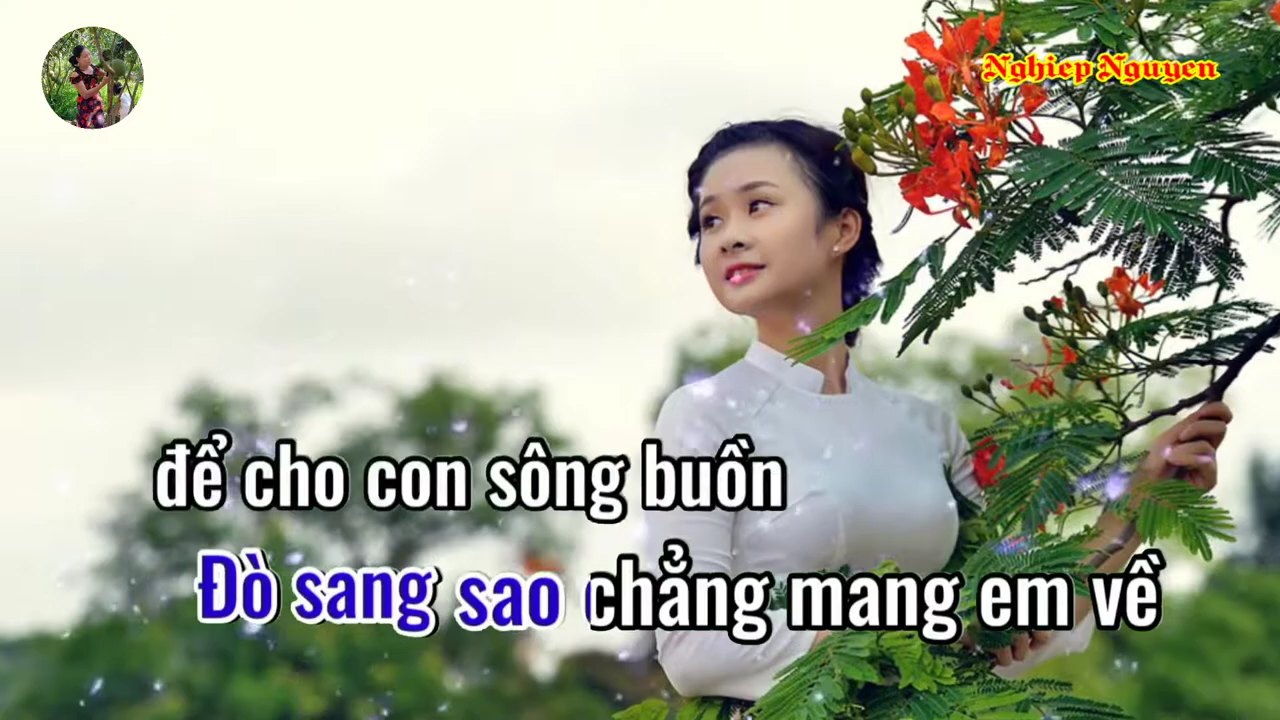 Nghiep Nguyen
để cho con sông buồn
Đò sang sao chẳng mang em về